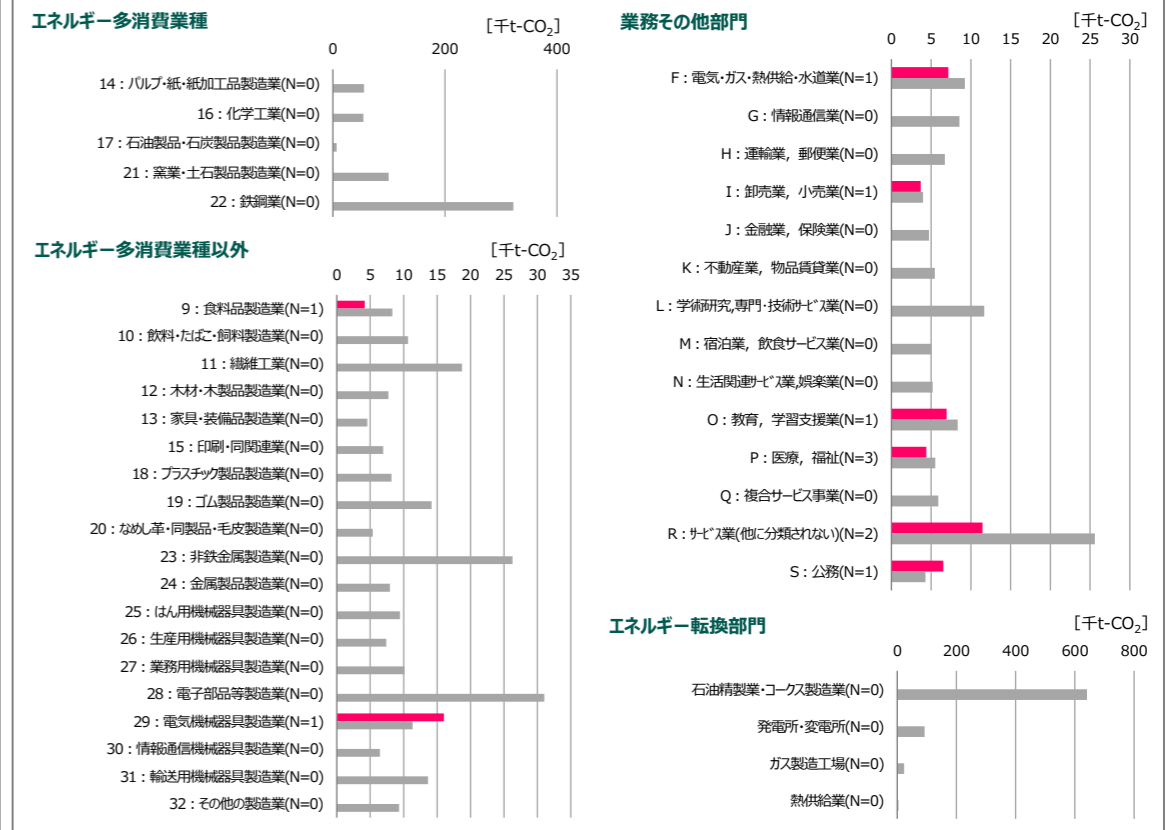 エネルギー多消費業種
[千t-CO₂]
0 200 400
14：パルプ・紙・紙加工品製造業(N=0)
16：化学工業(N=0)
17：石油製品・石炭製品製造業(N=0)
21：窯業・土石製品製造業(N=0)
22：鉄鋼業(N=0)
エネルギー多消費業種以外
[千t-CO₂]
0 5 10 15 20 25 30 35
9：食料品製造業(N=1)
10：飲料・たばこ・飼料製造業(N=0)
11：繊維工業(N=0)
12：木材・木製品製造業(N=0)
13：家具・装備品製造業(N=0)
15：印刷・同関連業(N=0)
18：プラスチック製品製造業(N=0)
19：ゴム製品製造業(N=0)
20：なめし革・同製品・毛皮製造業(N=0)
23：非鉄金属製造業(N=0)
24：金属製品製造業(N=0)
25：はん用機械器具製造業(N=0)
26：生産用機械器具製造業(N=0)
27：業務用機械器具製造業(N=0)
28：電子部品等製造業(N=0)
29：電気機械器具製造業(N=1)
30：情報通信機械器具製造業(N=0)
31：輸送用機械器具製造業(N=0)
32：その他の製造業(N=0)
業務その他部門
[千t-CO₂]
0 5 10 15 20 25 30
F：電気・ガス・熱供給・水道業(N=1)
G：情報通信業(N=0)
H：運輸業，郵便業(N=0)
I：卸売業，小売業(N=1)
J：金融業，保険業(N=0)
K：不動産業，物品賃貸業(N=0)
L：学術研究,専門・技術サービス業(N=0)
M：宿泊業，飲食サービス業(N=0)
N：生活関連サービス業,娯楽業(N=0)
O：教育，学習支援業(N=1)
P：医療，福祉(N=3)
Q：複合サービス事業(N=0)
R：サービス業(他に分類されない)(N=2)
S：公務(N=1)
エネルギー転換部門
[千t-CO₂]
0 200 400 600 800
石油精製業・コークス製造業(N=0)
発電所・変電所(N=0)
ガス製造工場(N=0)
熱供給業(N=0)